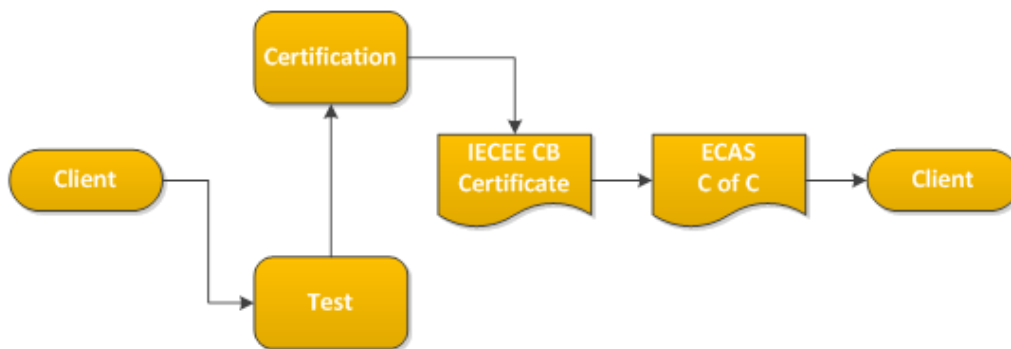 Client
Test
Certification
IECEE CB
Certificate
ECAS
C of C
Client